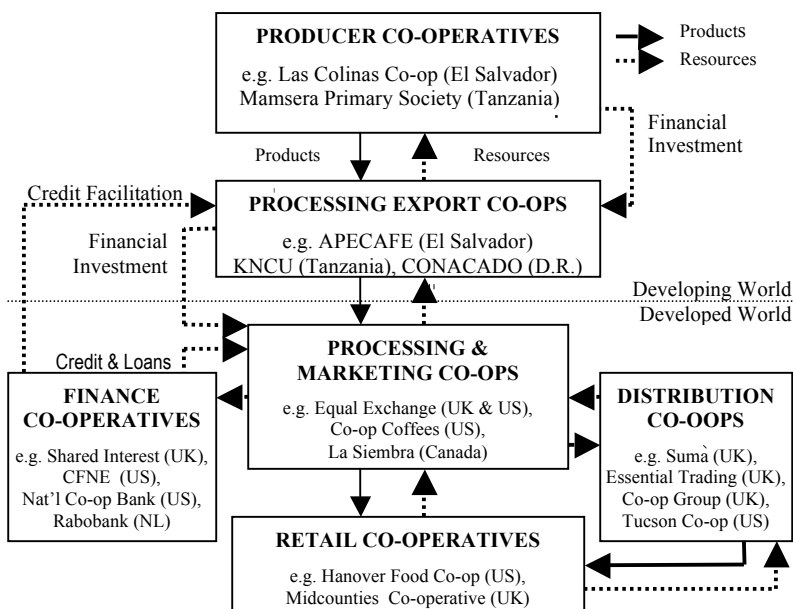 PRODUCER CO-OPERATIVES
e.g. Las Colinas Co-op (El Salvador)
Mamsera Primary Society (Tanzania)
Products
Resources
Financial
Investment
Products
Resources
Credit Facilitation
PROCESSING EXPORT CO-OPS
e.g. APECAFE (El Salvador)
KNCU (Tanzania), CONACADO (D.R.)
Financial
Investment
Developing World
Developed World
Credit & Loans
PROCESSING &
MARKETING CO-OPS
e.g. Equal Exchange (UK & US),
Co-op Coffees (US),
La Siembra (Canada)
FINANCE
CO-OPERATIVES
e.g. Shared Interest (UK),
CFNE (US),
Nat'l Co-op Bank (US),
Rabobank (NL)
DISTRIBUTION
CO-OOPS
e.g. Suma (UK),
Essential Trading (UK),
Co-op Group (UK),
Tucson Co-op (US)
RETAIL CO-OPERATIVES
e.g. Hanover Food Co-op (US),
Midcounties Co-operative (UK)